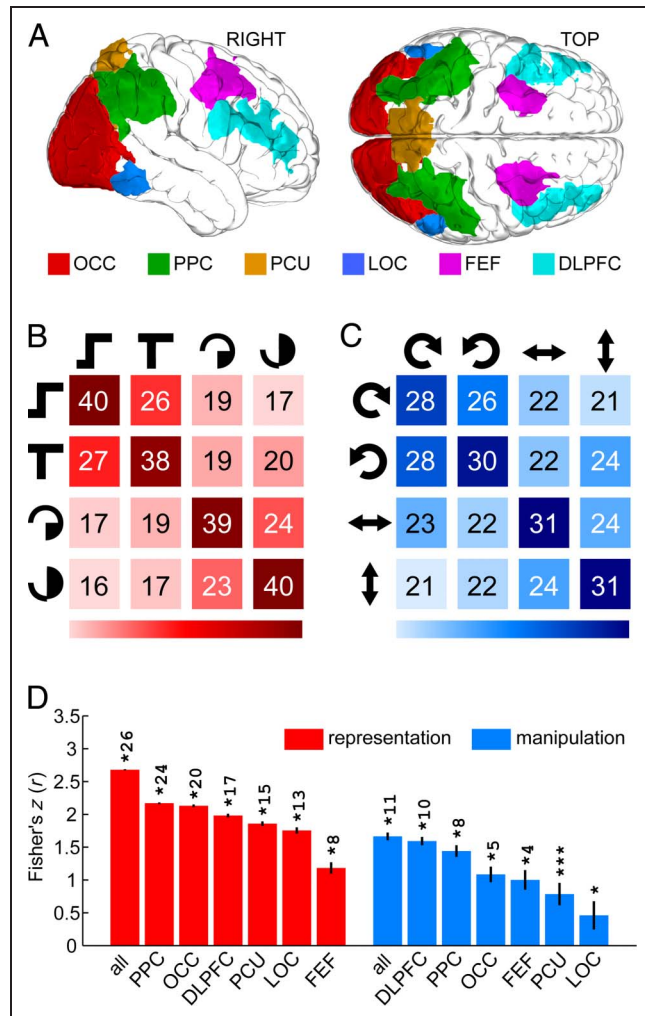 A
RIGHT
TOP
OCC PPC PCU LOC FEF DLPFC
B
40 26 19 17
27 38 19 20
17 19 39 24
16 17 23 40
C
28 26 22 21
28 30 22 24
23 22 31 24
21 22 24 31
D
Fisher's z (r)
3.5
3
2.5
2
1.5
1
0.5
0
representation manipulation
*26 *24 *20 *17 *15 *13 *8
*11 *10 *8 *5 *4 *** *
all PPC OCC DLPFC PCU LOC FEF
all DLPFC PPC OCC FEF PCU LOC